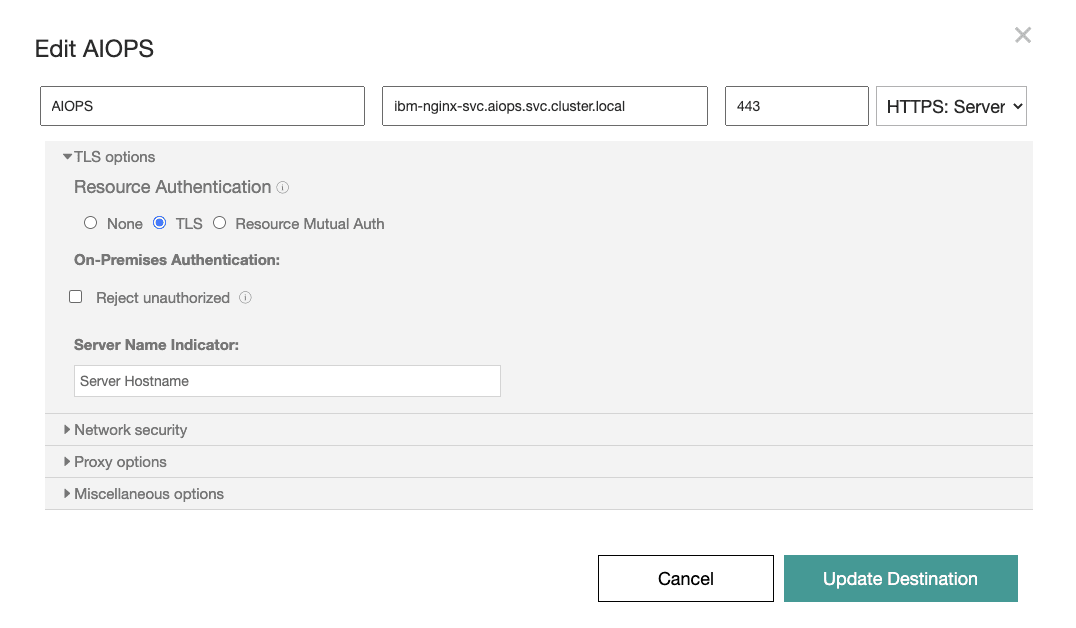 Edit AIOPS
AIOPS ibm-nginx-svc.aiops.svc.cluster.local 443 HTTPS: Server
TLS options
Resource Authentication
None TLS Resource Mutual Auth
On-Premises Authentication:
Reject unauthorized
Server Name Indicator:
Server Hostname
Network security
Proxy options
Miscellaneous options
Cancel Update Destination